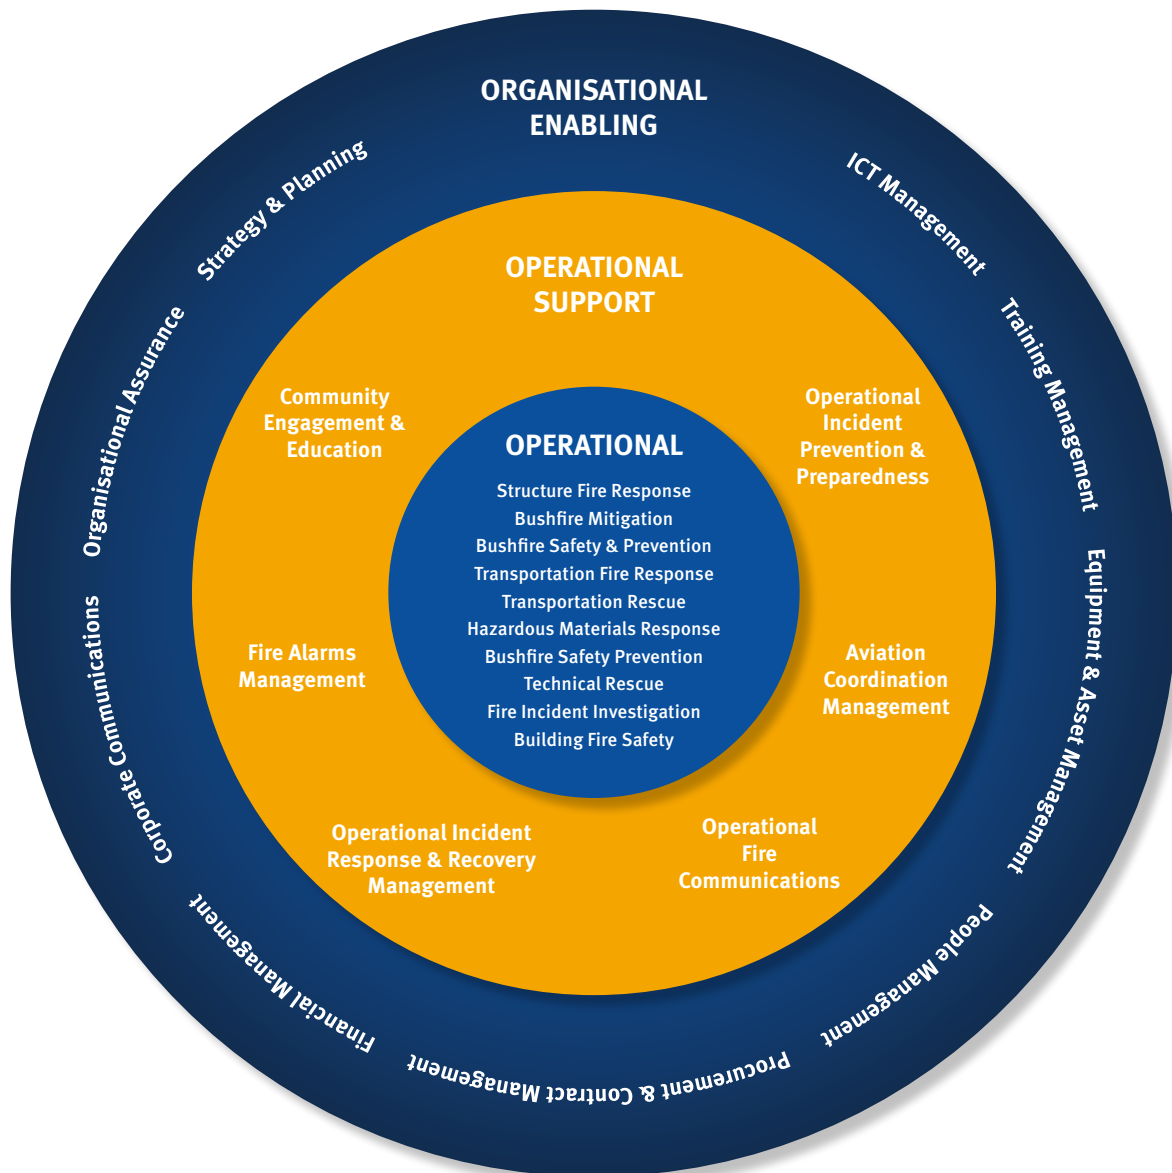 ORGANISATIONAL
ENABLING
Strategy & Planning
ICT Management
Training Management
Equipment & Asset Management
People Management
Procurement & Contract Management
Financial Management
Corporate Communications
Organisational Assurance
OPERATIONAL
SUPPORT
Community
Engagement &
Education
Operational
Incident
Prevention &
Preparedness
Fire Alarms
Management
Aviation
Coordination
Management
Operational Incident
Response & Recovery
Management
Operational
Fire
Communications
OPERATIONAL
Structure Fire Response
Bushfire Mitigation
Bushfire Safety & Prevention
Transportation Fire Response
Transportation Rescue
Hazardous Materials Response
Bushfire Safety Prevention
Technical Rescue
Fire Incident Investigation
Building Fire Safety